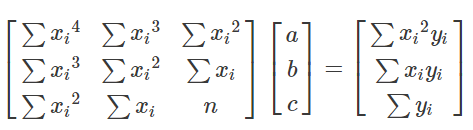 [∑xᵢ⁴ ∑xᵢ³ ∑xᵢ²] [a] = [∑xᵢ²yᵢ]
[∑xᵢ³ ∑xᵢ² ∑xᵢ] [b] = [∑xᵢyᵢ]
[∑xᵢ² ∑xᵢ n] [c] = [∑yᵢ]